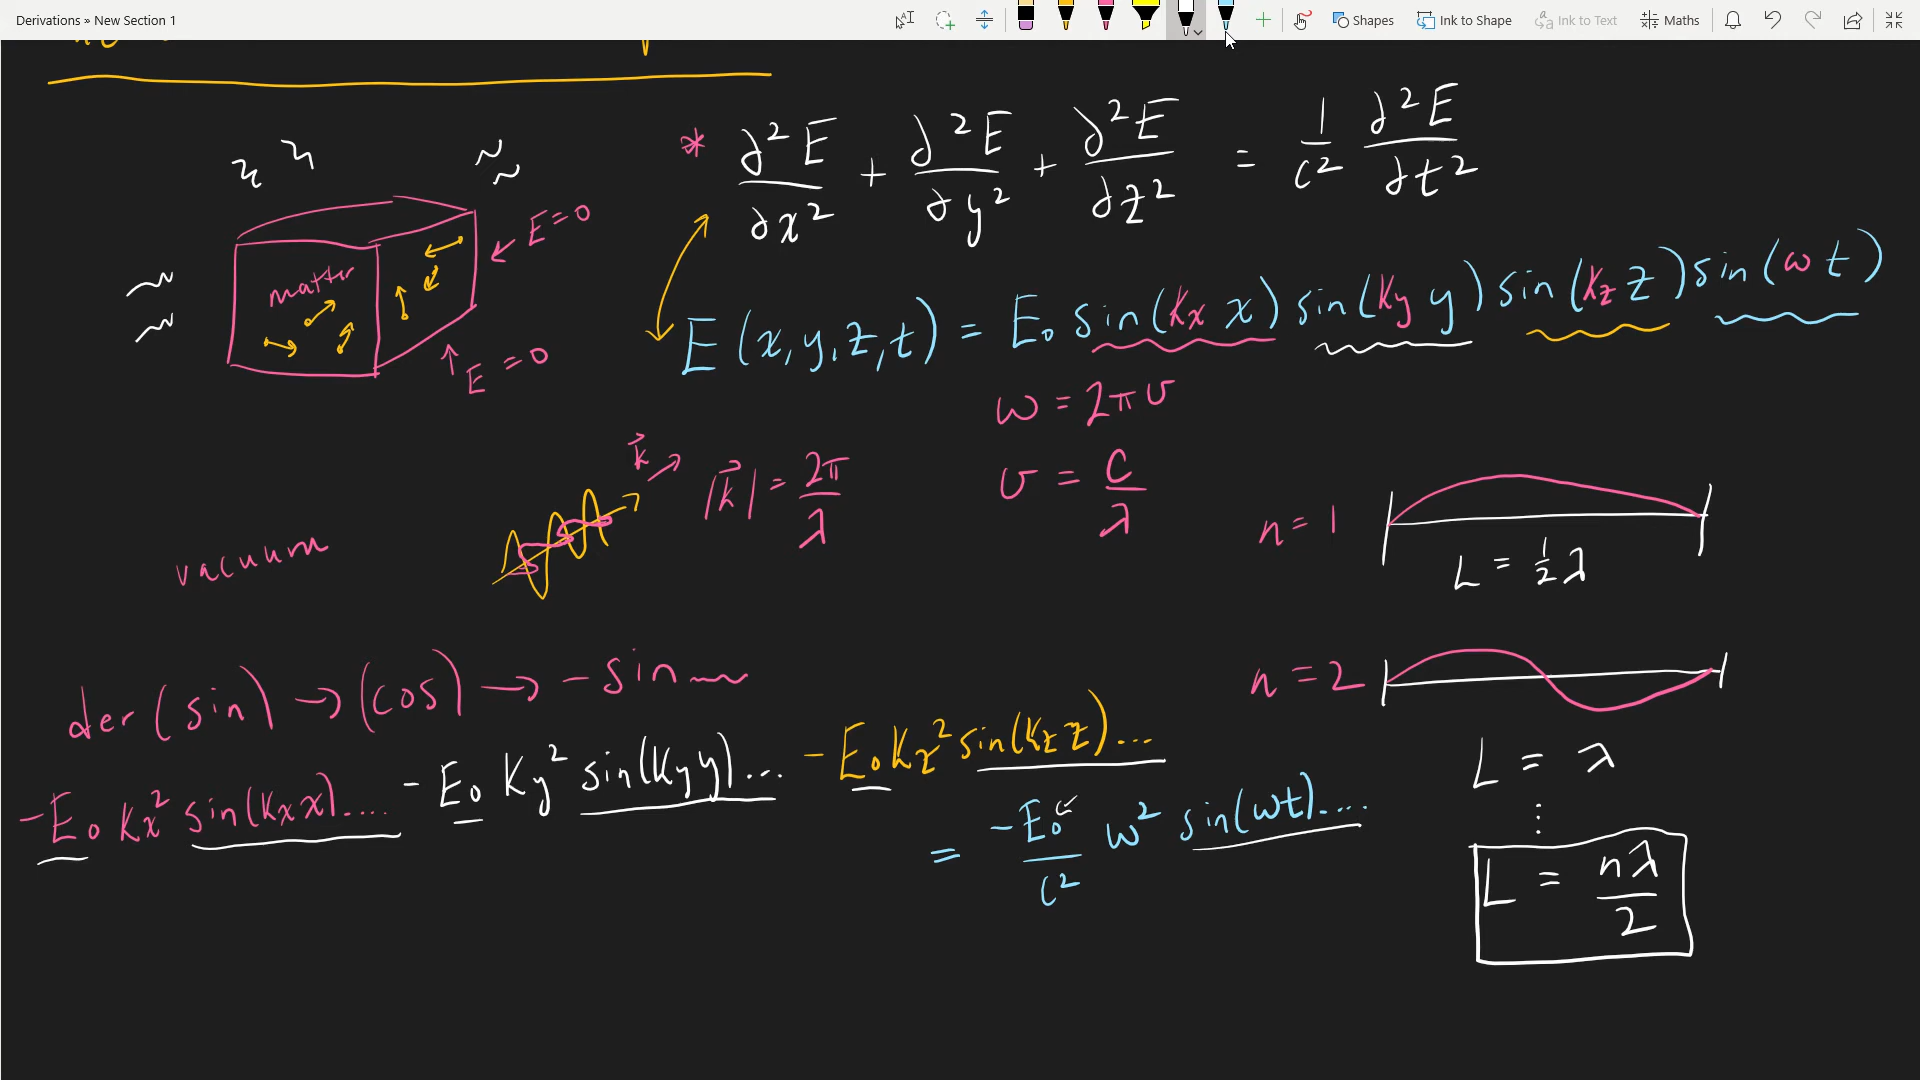 Derivations » New Section 1
Shapes Ink to Shape Ink to Text Maths
* ∂²E/∂x² + ∂²E/∂y² + ∂²E/∂z² = 1/c² ∂²E/∂t²
E=0
matter
E(x,y,z,t) = E₀ sin(kₓ x) sin(k_y y) sin(k_z z) sin(ω t)
E = 0
ω = 2πυ
k⃗ |k⃗| = 2π/λ
υ = c/λ
n = 1
L = ½ λ
vacuum
der(sin) → (cos) → -sin
n = 2
-E₀ kₓ² sin(kₓx).... - E₀ k_y² sin(k_y y)... - E₀ k_z² sin(k_z z)...
= -E₀/c² ω² sin(ωt)....
L = λ
⋮
L = nλ/2